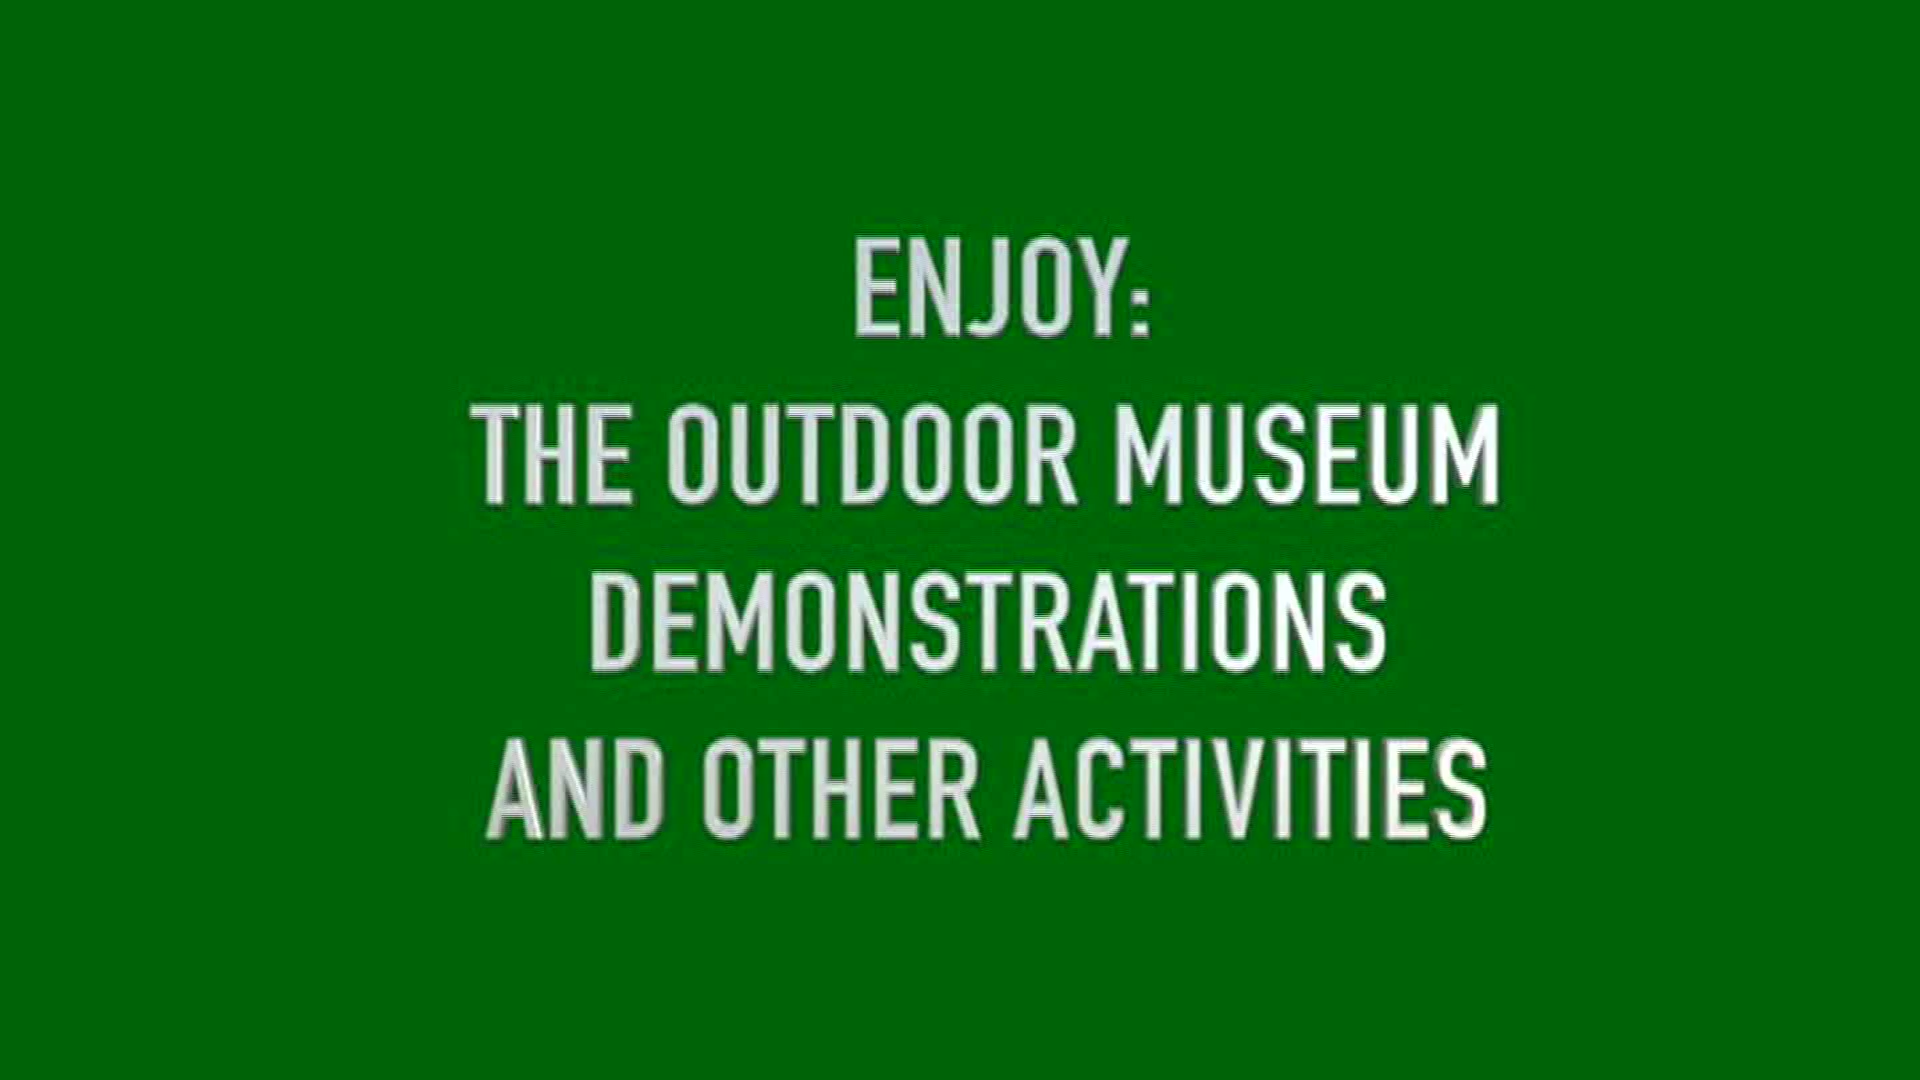 ENJOY:
THE OUTDOOR MUSEUM
DEMONSTRATIONS
AND OTHER ACTIVITIES